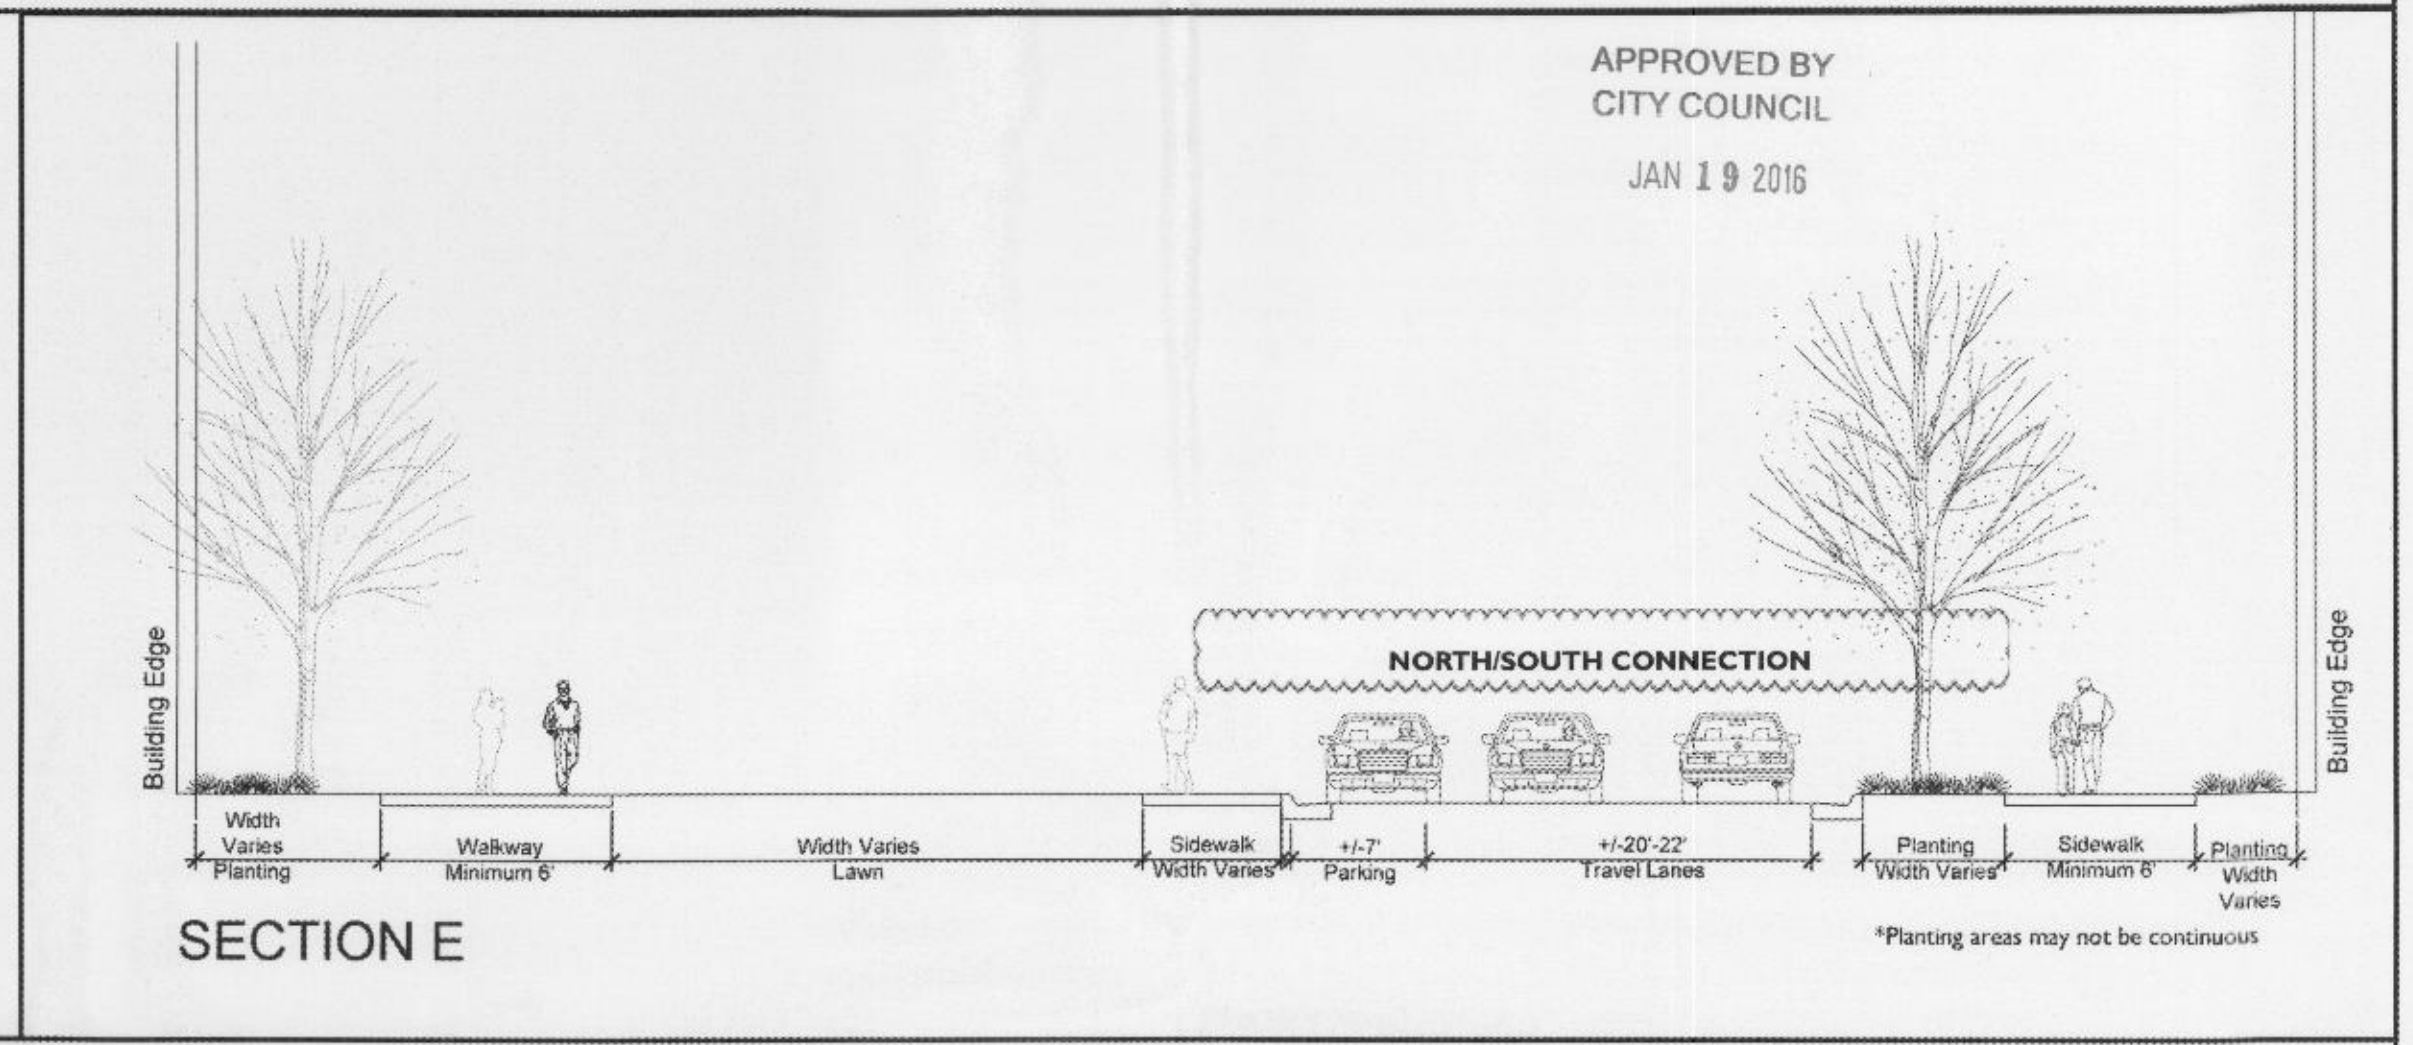 APPROVED BY
CITY COUNCIL
JAN 19 2016
NORTH/SOUTH CONNECTION
Building Edge
Building Edge
Width
Varies
Planting
Walkway
Minimum 6'
Width Varies
Lawn
Sidewalk
Width Varies
+/-7'
Parking
+/-20'-22'
Travel Lanes
Planting
Width Varies
Sidewalk
Minimum 6'
Planting
Width
Varies
SECTION E
*Planting areas may not be continuous